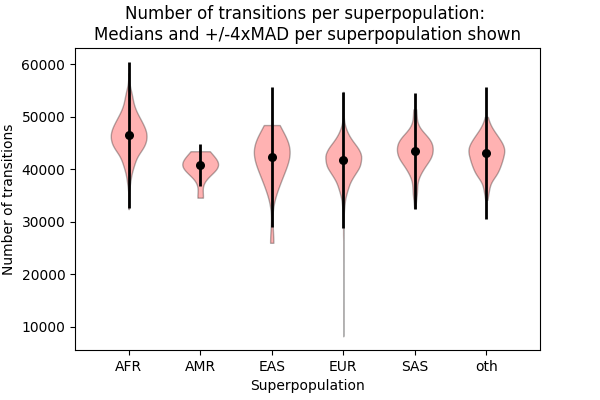 Number of transitions per superpopulation:
Medians and +/-4xMAD per superpopulation shown
Number of transitions
60000
50000
40000
30000
20000
10000
AFR AMR EAS EUR SAS oth
Superpopulation